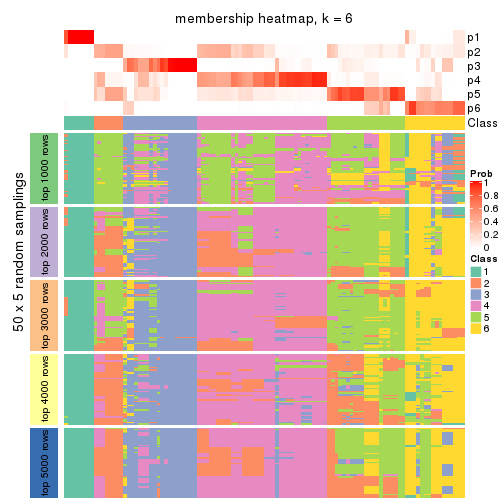 membership heatmap, k = 6
p1
p2
p3
p4
p5
p6
Class
50 x 5 random samplings
top 1000 rows
top 2000 rows
top 3000 rows
top 4000 rows
top 5000 rows
Prob
1
0.8
0.6
0.4
0.2
0
Class
1
2
3
4
5
6